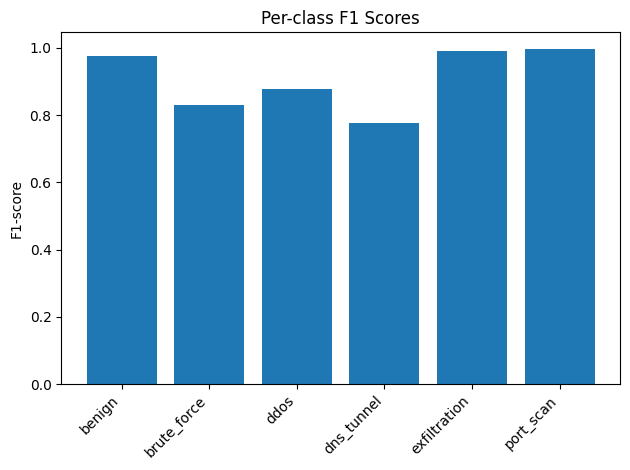 Per-class F1 Scores
F1-score
1.0
0.8
0.6
0.4
0.2
0.0
benign
brute_force
ddos
dns_tunnel
exfiltration
port_scan